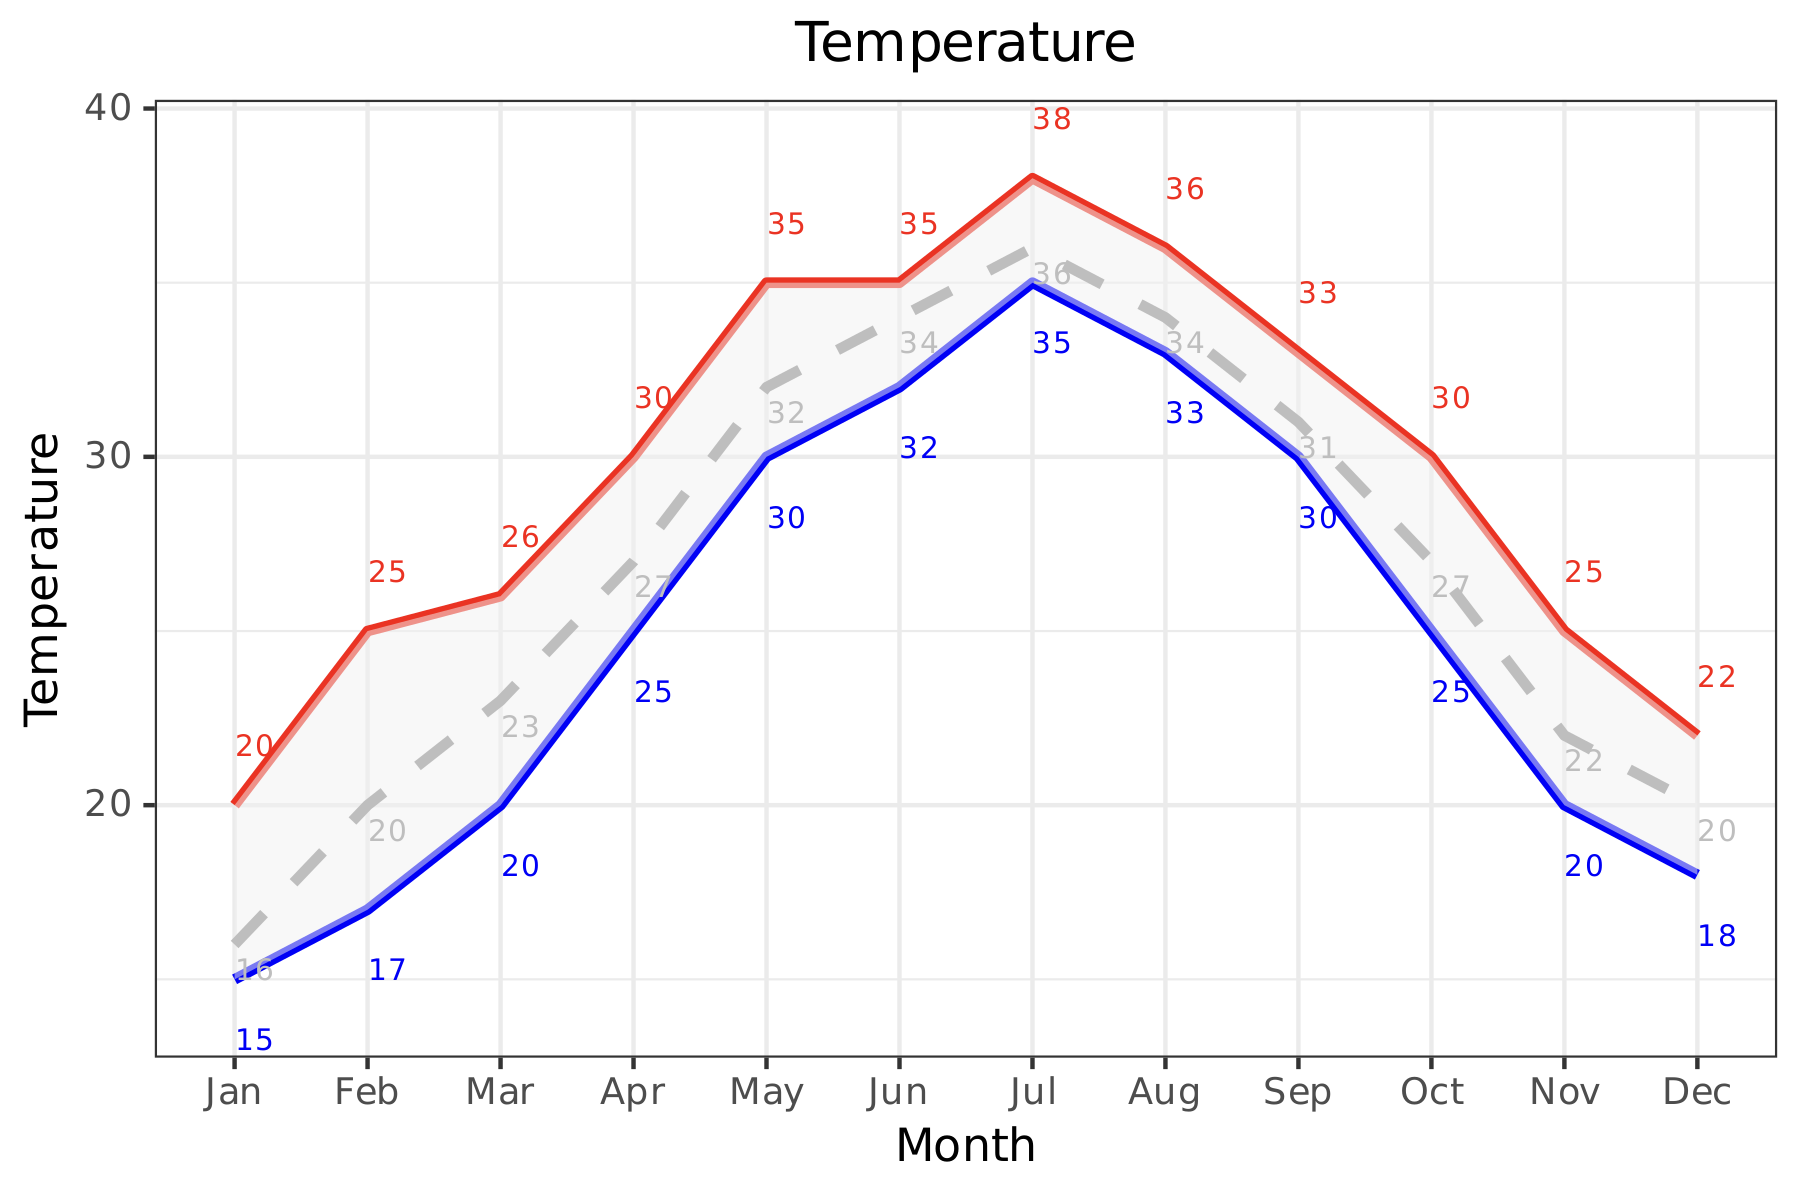 Temperature
40
38
36
35 35
36
33
34 35 34
30 32 33 30
30 31
32
26 30 30
25 27 27 25
25 25
23 22
20 22
20 20 20
20 20
16 17 18
15
Temperature
30
20
Jan Feb Mar Apr May Jun Jul Aug Sep Oct Nov Dec
Month